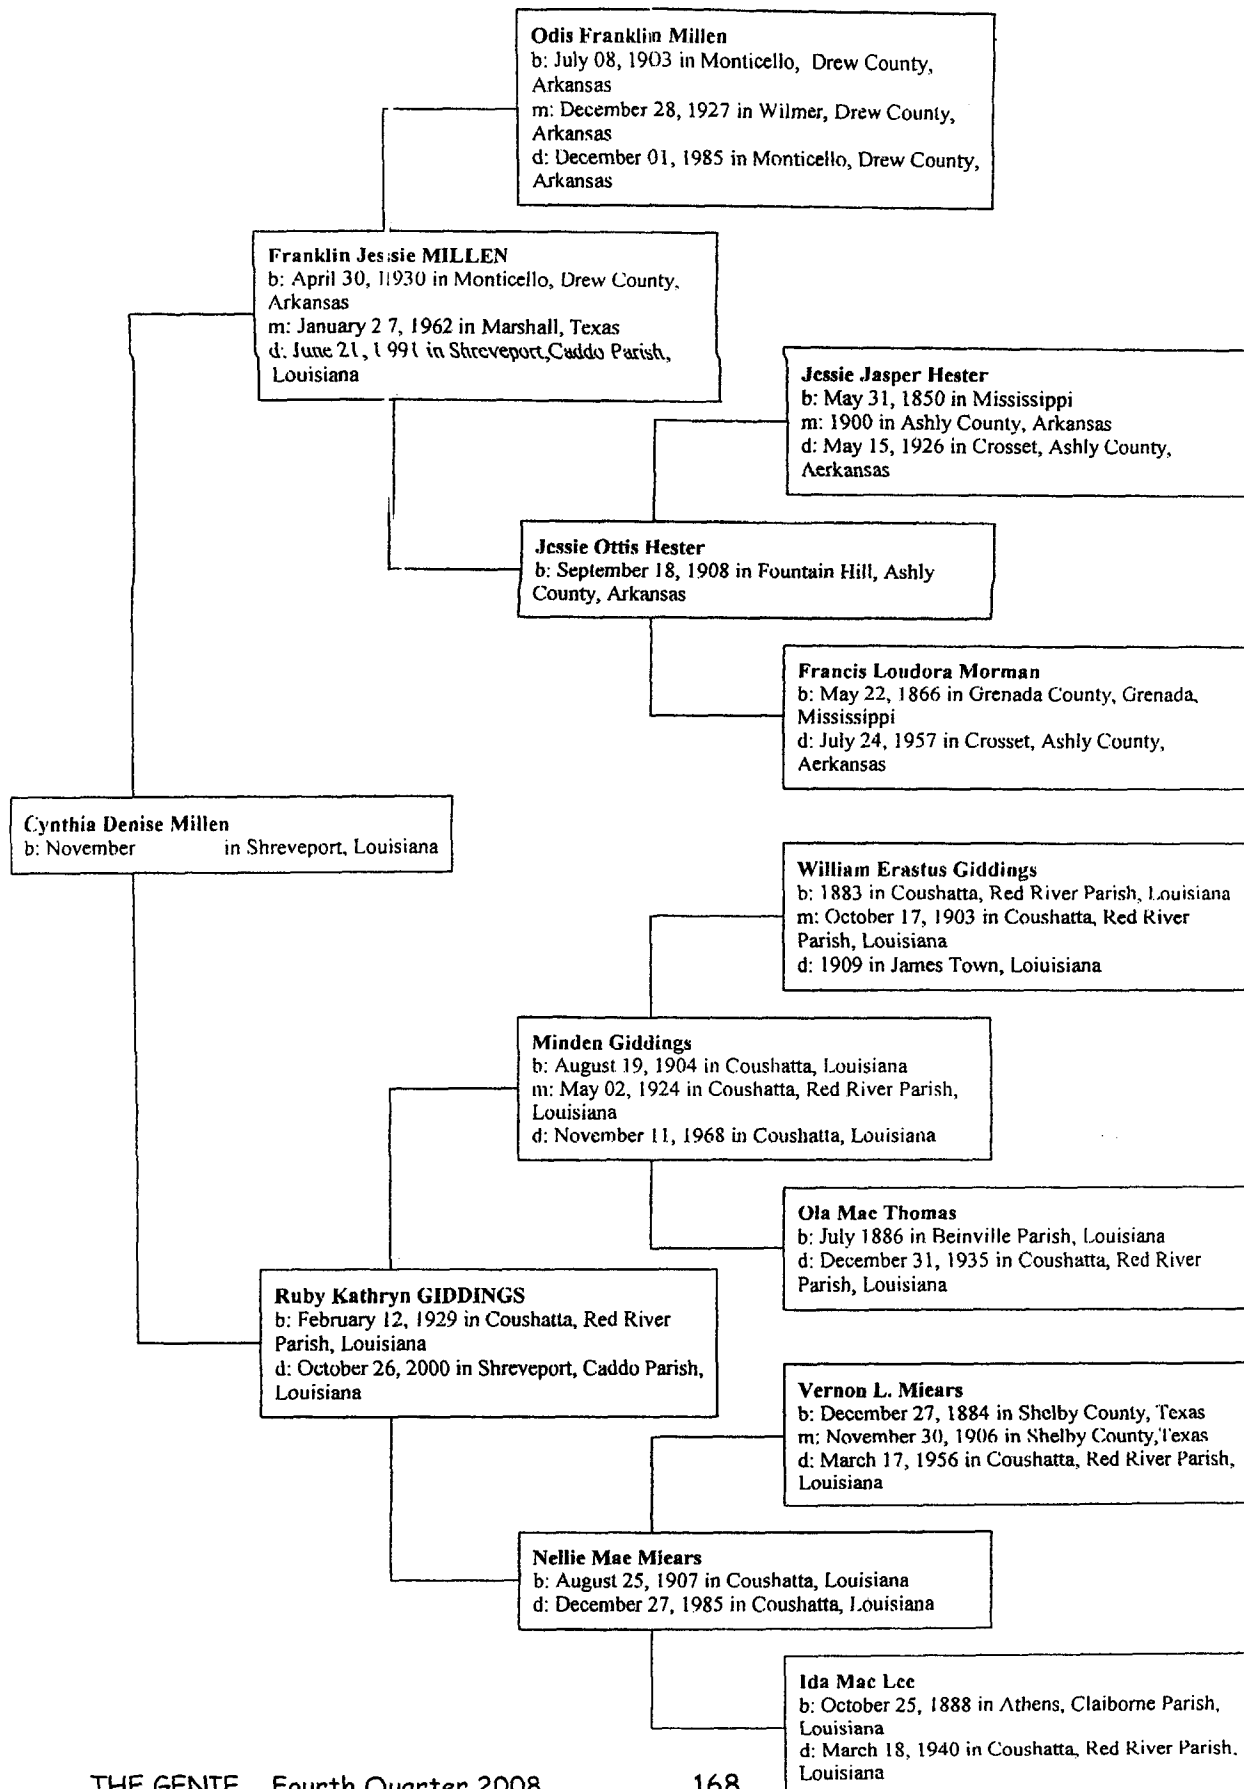 Odis Franklin Millen
b: July 08, 1903 in Monticello, Drew County,
Arkansas
m: December 28, 1927 in Wilmer, Drew County,
Arkansas
d: December 01, 1985 in Monticello, Drew County,
Arkansas
Franklin Jessie MILLEN
b: April 30, 1930 in Monticello, Drew County,
Arkansas
m: January 27, 1962 in Marshall, Texas
d: June 21, 1991 in Shreveport,Caddo Parish,
Louisiana
Jessie Jasper Hester
b: May 31, 1850 in Mississippi
m: 1900 in Ashly County, Arkansas
d: May 15, 1926 in Crosset, Ashly County,
Aerkansas
Jessie Ottis Hester
b: September 18, 1908 in Fountain Hill, Ashly
County, Arkansas
Francis Loudora Morman
b: May 22, 1866 in Grenada County, Grenada,
Mississippi
d: July 24, 1957 in Crosset, Ashly County,
Aerkansas
Cynthia Denise Millen
b: November in Shreveport, Louisiana
William Erastus Giddings
b: 1883 in Coushatta, Red River Parish, Louisiana
m: October 17, 1903 in Coushatta, Red River
Parish, Louisiana
d: 1909 in James Town, Loiuisiana
Minden Giddings
b: August 19, 1904 in Coushatta, Louisiana
m: May 02, 1924 in Coushatta, Red River Parish,
Louisiana
d: November 11, 1968 in Coushatta, Louisiana
Ola Mae Thomas
b: July 1886 in Beinville Parish, Louisiana
d: December 31, 1935 in Coushatta, Red River
Parish, Louisiana
Ruby Kathryn GIDDINGS
b: February 12, 1929 in Coushatta, Red River
Parish, Louisiana
d: October 26, 2000 in Shreveport, Caddo Parish,
Louisiana
Vernon L. Miears
b: December 27, 1884 in Shelby County, Texas
m: November 30, 1906 in Shelby County,Texas
d: March 17, 1956 in Coushatta, Red River Parish,
Louisiana
Nellie Mae Miears
b: August 25, 1907 in Coushatta, Louisiana
d: December 27, 1985 in Coushatta, Louisiana
Ida Mae Lee
b: October 25, 1888 in Athens, Claiborne Parish,
Louisiana
d: March 18, 1940 in Coushatta, Red River Parish,
Louisiana
THE GENIE Fourth Quarter 2008 168